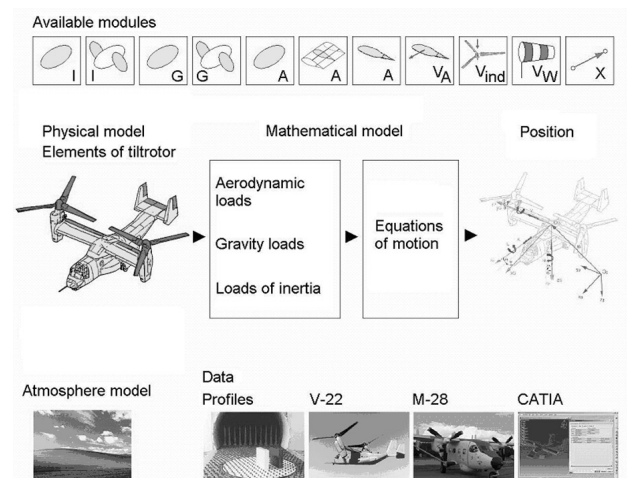 Available modules
I
I
G
G
A
A
A
VA
Vind
VW
X
Physical model
Elements of tiltrotor
Mathematical model
Position
Aerodynamic
loads
Gravity loads
Loads of inertia
Equations
of motion
Atmosphere model
Data
Profiles
V-22
M-28
CATIA